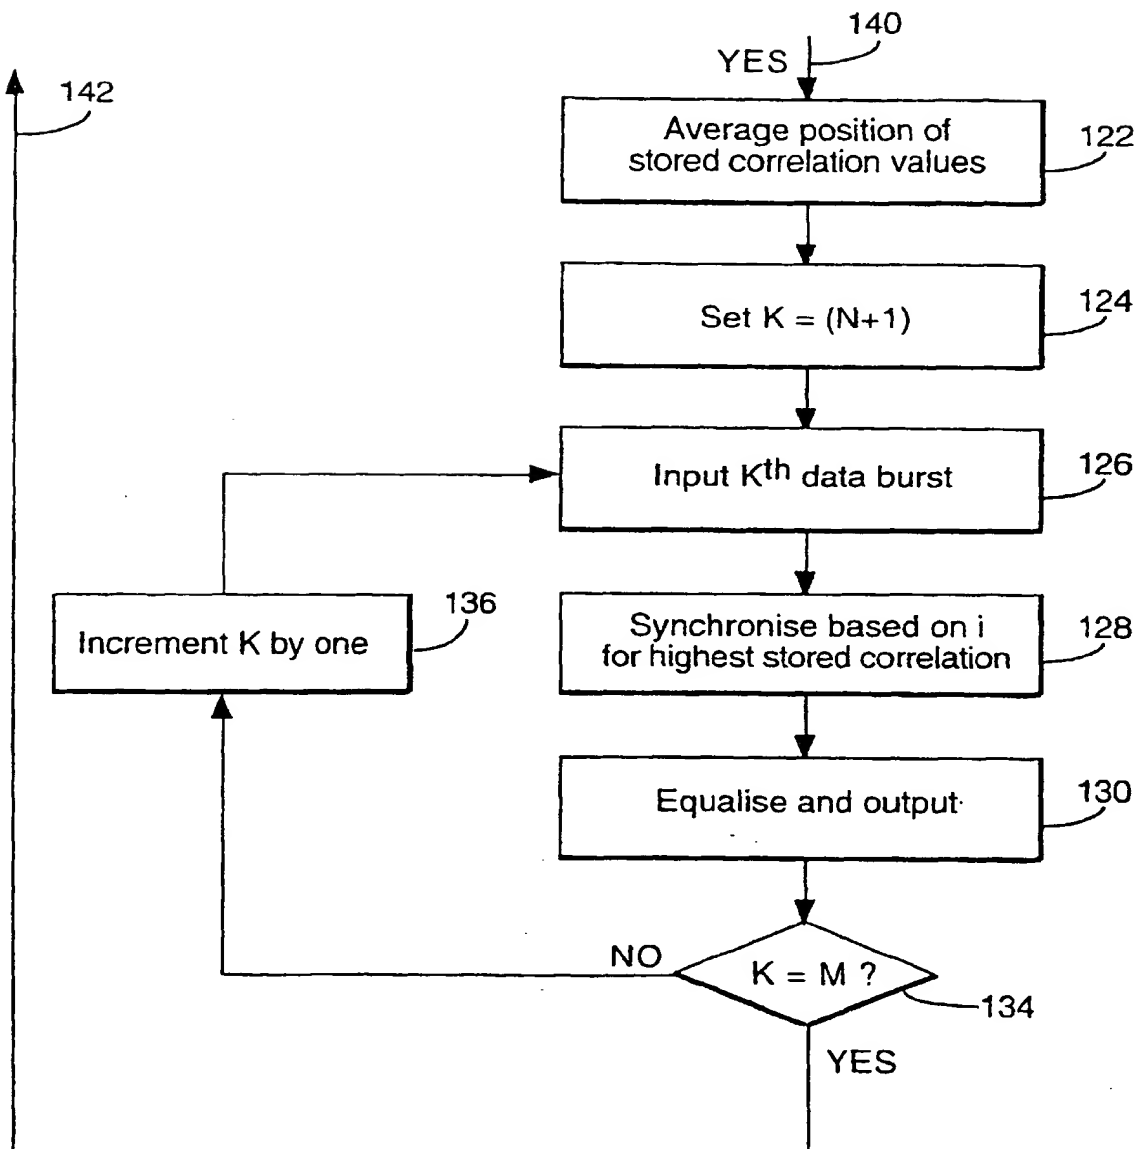 140
YES
142
Average position of
stored correlation values
122
Set K = (N+1)
124
Input Kth data burst
126
Increment K by one
136
Synchronise based on i
for highest stored correlation
128
Equalise and output
130
NO
K = M ?
134
YES